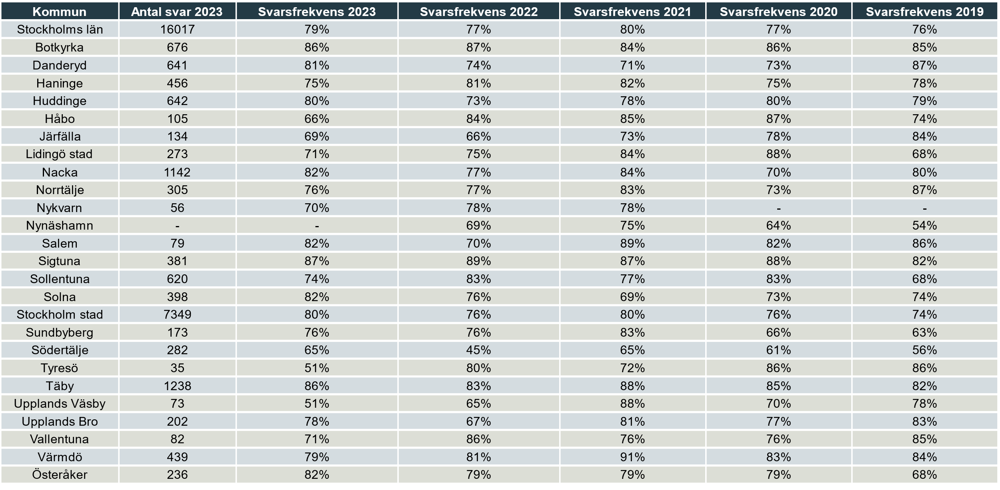 Kommun Antal svar 2023 Svarsfrekvens 2023 Svarsfrekvens 2022 Svarsfrekvens 2021 Svarsfrekvens 2020 Svarsfrekvens 2019
Stockholms län 16017 79% 77% 80% 77% 76%
Botkyrka 676 86% 87% 84% 86% 85%
Danderyd 641 81% 74% 71% 73% 87%
Haninge 456 75% 81% 82% 75% 78%
Huddinge 642 80% 73% 78% 80% 79%
Håbo 105 66% 84% 85% 87% 74%
Järfälla 134 69% 66% 73% 78% 84%
Lidingö stad 273 71% 75% 84% 88% 68%
Nacka 1142 82% 77% 84% 70% 80%
Norrtälje 305 76% 77% 83% 73% 87%
Nykvarn 56 70% 78% 78% - -
Nynäshamn - - 69% 75% 64% 54%
Salem 79 82% 70% 89% 82% 86%
Sigtuna 381 87% 89% 87% 88% 82%
Sollentuna 620 74% 83% 77% 83% 68%
Solna 398 82% 76% 69% 73% 74%
Stockholm stad 7349 80% 76% 80% 76% 74%
Sundbyberg 173 76% 76% 83% 66% 63%
Södertälje 282 65% 45% 65% 61% 56%
Tyresö 35 51% 80% 72% 86% 86%
Täby 1238 86% 83% 88% 85% 82%
Upplands Väsby 73 51% 65% 88% 70% 78%
Upplands Bro 202 78% 67% 81% 77% 83%
Vallentuna 82 71% 86% 76% 76% 85%
Värmdö 439 79% 81% 91% 83% 84%
Österåker 236 82% 79% 79% 79% 68%